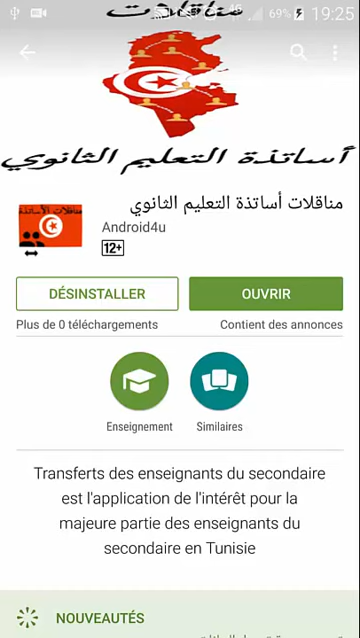 69% 19:25
مناقلات
أساتذة التعليم الثانوي
مناقلات أساتذة التعليم الثانوي
مناقلات الأساتذة
Android4u
12+
DÉSINSTALLER
OUVRIR
Plus de 0 téléchargements
Contient des annonces
Enseignement
Similaires
Transferts des enseignants du secondaire
est l'application de l'intérêt pour la
majeure partie des enseignants du
secondaire en Tunisie
NOUVEAUTÉS